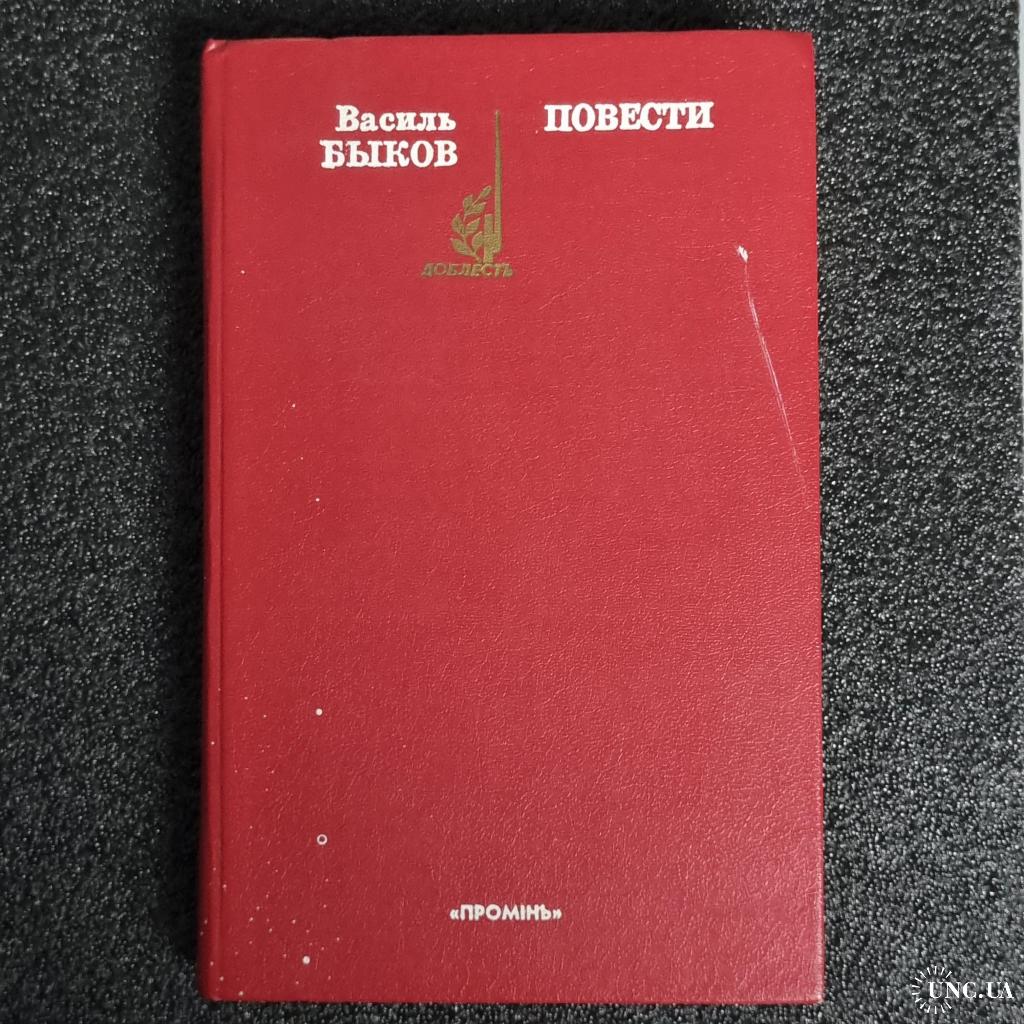 Василь
БЫКОВ
ПОВЕСТИ
ДОБЛЕСТЬ
«ПРОМІНЬ»
UNC.UA